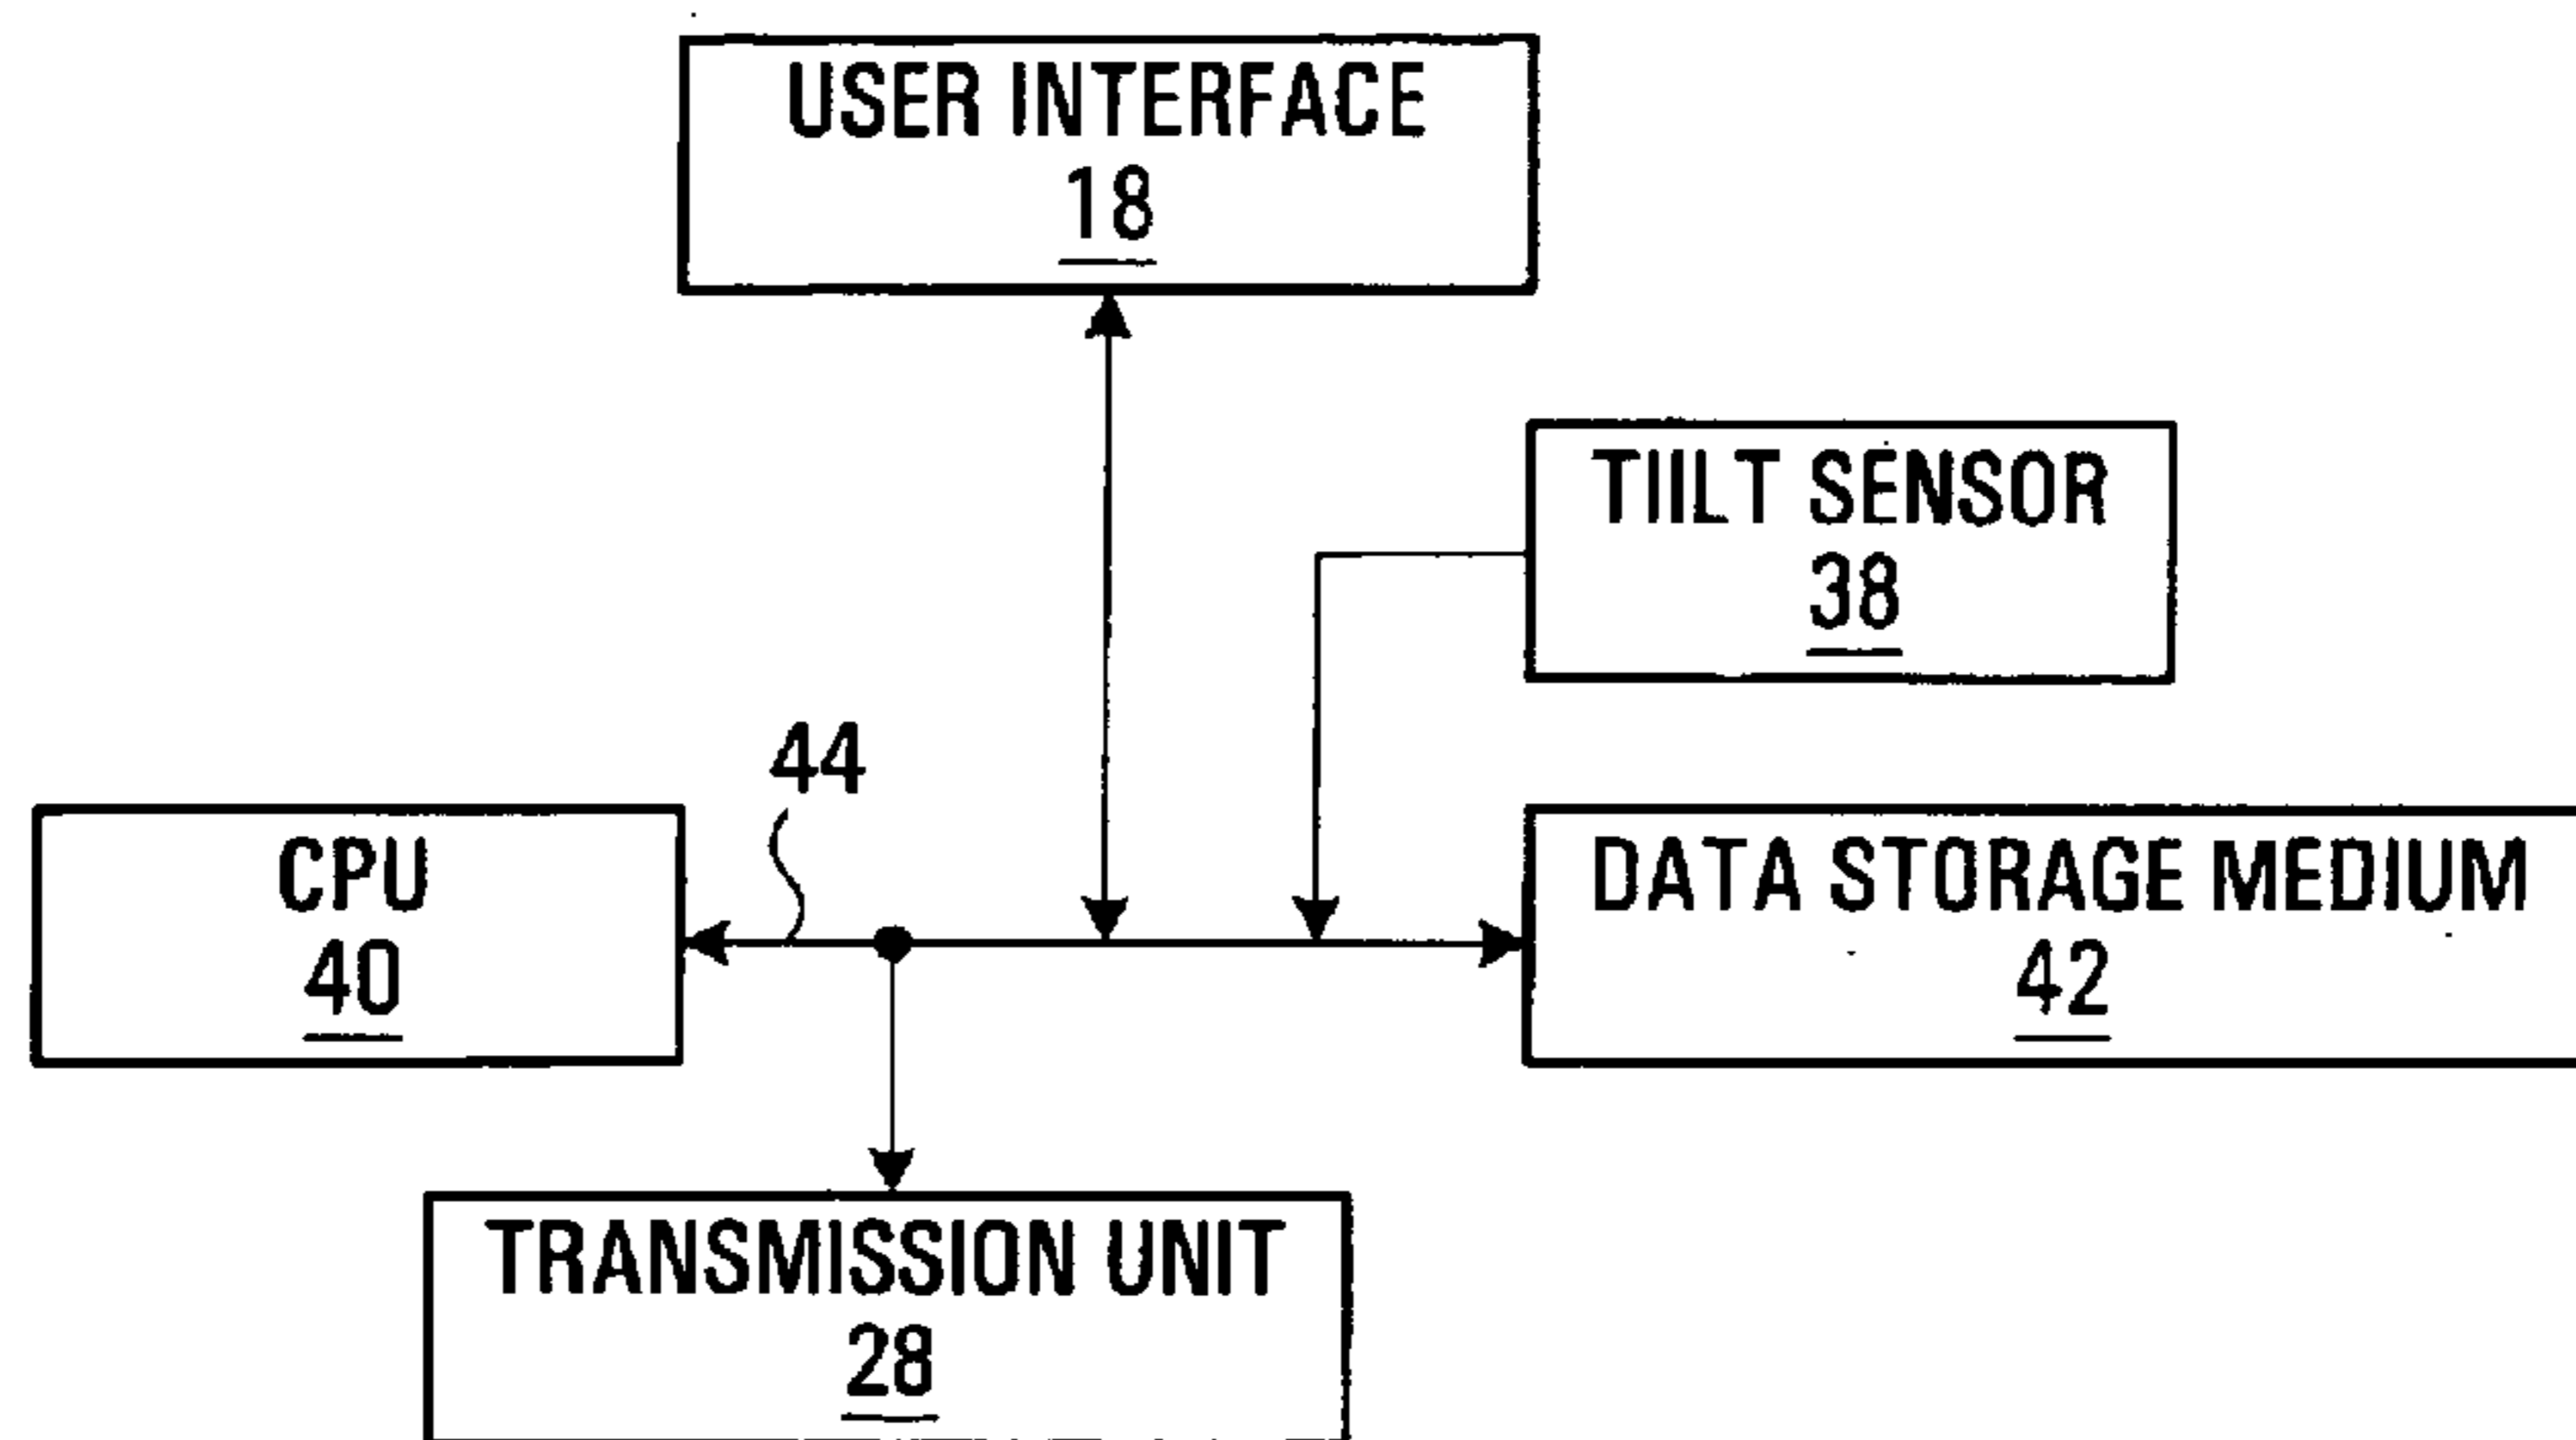 USER INTERFACE
18
TIILT SENSOR
38
44
CPU
40
DATA STORAGE MEDIUM
42
TRANSMISSION UNIT
28